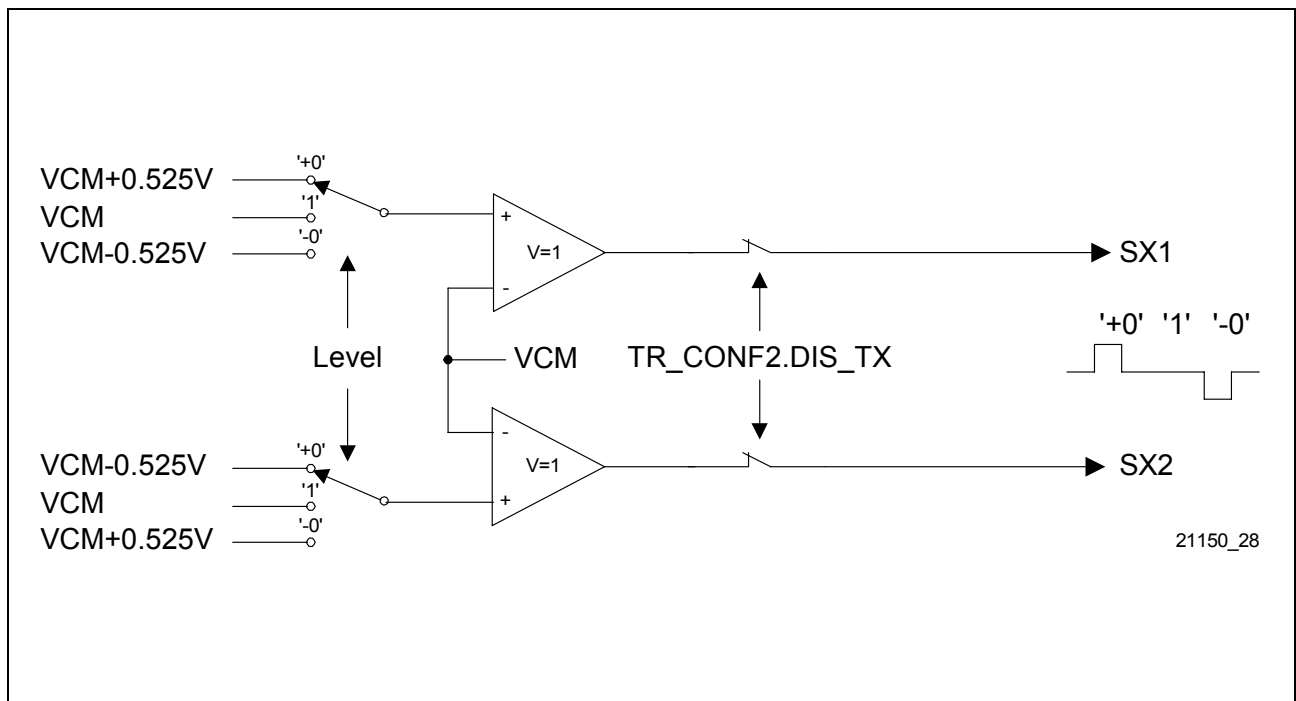 VCM+0.525V
'+0'
VCM
'1'
VCM-0.525V
'-0'
+
V=1
-
SX1
'+0' '1' '-0'
Level
VCM
TR_CONF2.DIS_TX
VCM-0.525V
'+0'
VCM
'1'
VCM+0.525V
'-0'
-
V=1
+
SX2
21150_28